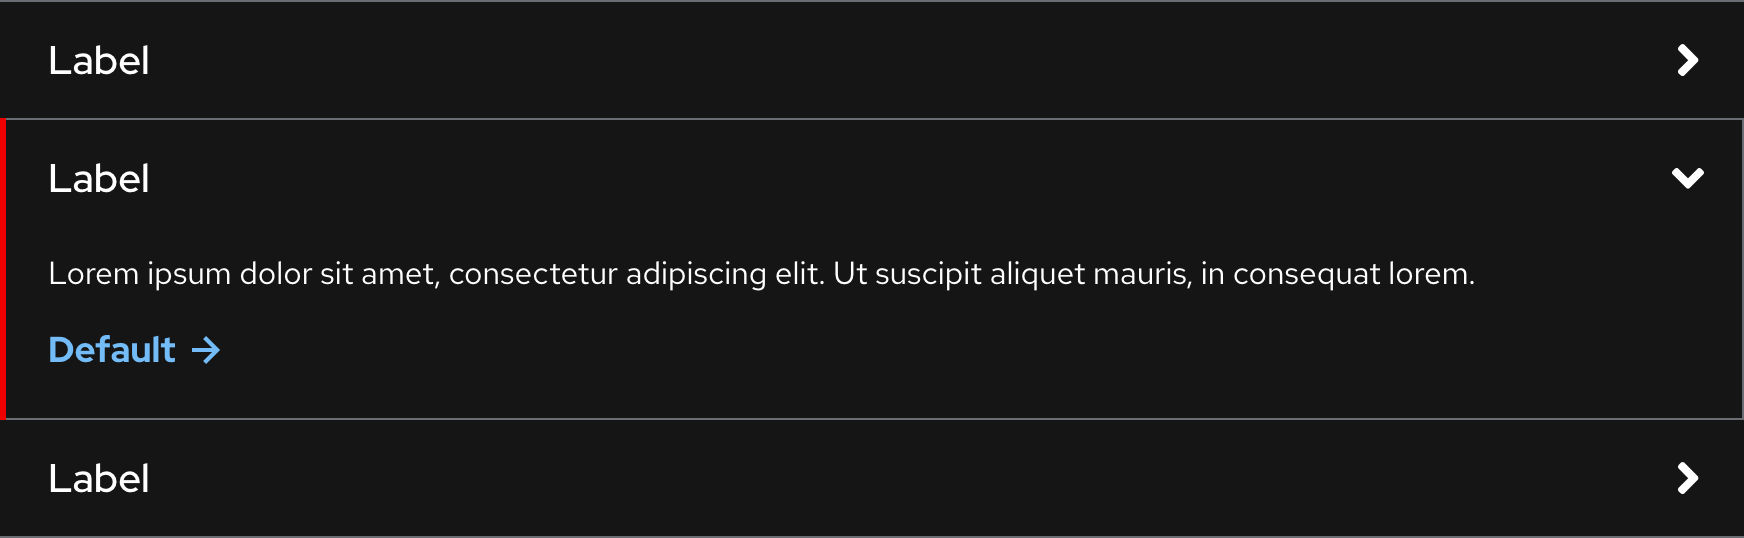 Label
Label
Lorem ipsum dolor sit amet, consectetur adipiscing elit. Ut suscipit aliquet mauris, in consequat lorem.
Default →
Label